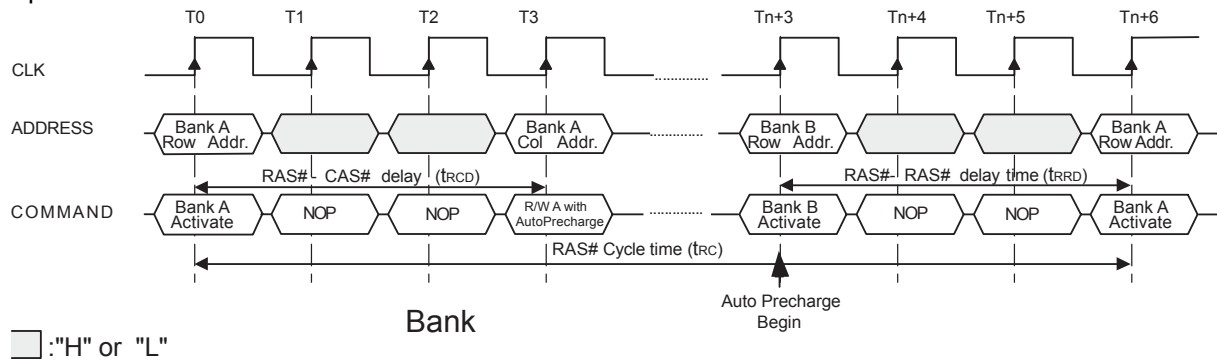 T0 T1 T2 T3 Tn+3 Tn+4 Tn+5 Tn+6
CLK
ADDRESS
Bank A
Row Addr.
Bank A
Col Addr.
Bank B
Row Addr.
Bank A
Row Addr.
RAS# - CAS# delay (tRCD)
RAS#- RAS# delay time (tRRD)
COMMAND
Bank A
Activate
NOP
NOP
R/W A with
AutoPrecharge
Bank B
Activate
NOP
NOP
Bank A
Activate
RAS# Cycle time (tRC)
Auto Precharge
Begin
Bank
:"H" or "L"